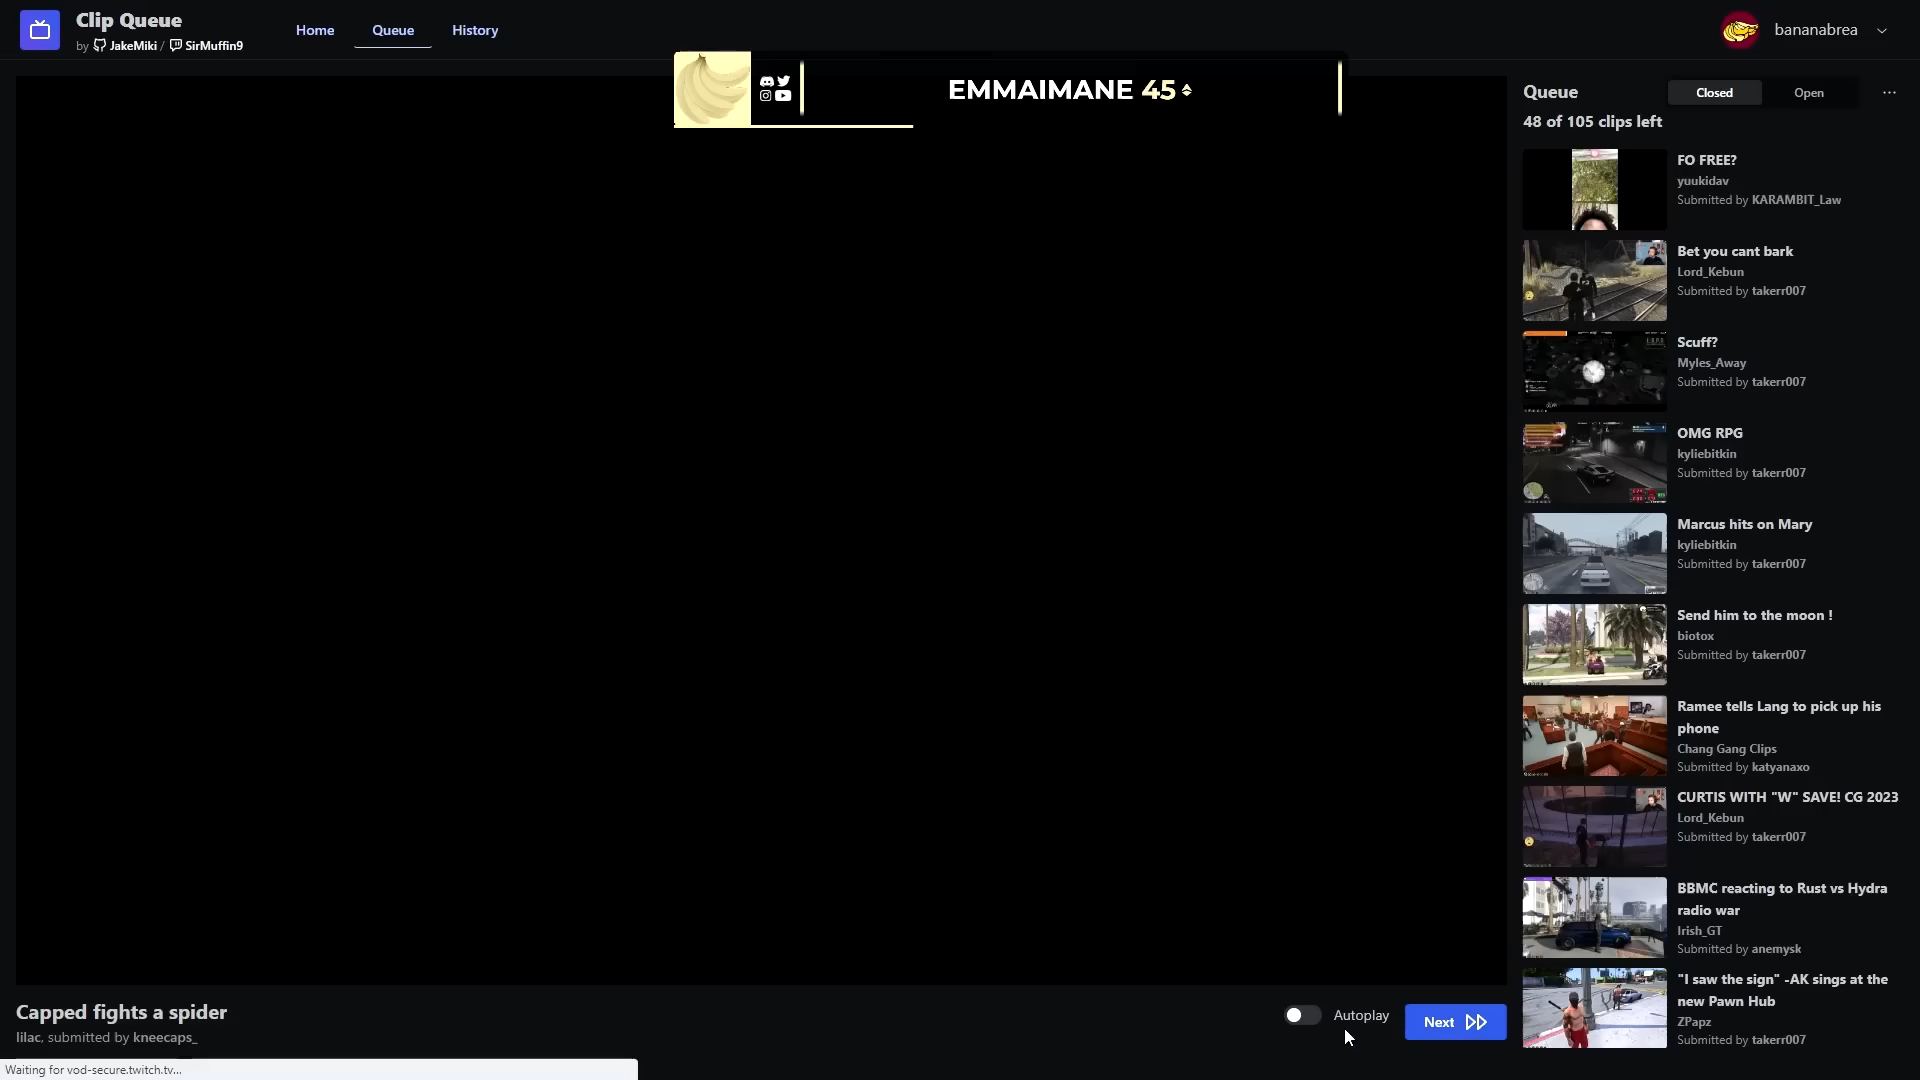 Clip Queue
by JakeMiki / SirMuffin9
Home
Queue
History
bananabrea
EMMAIMANE 45
Queue
Closed
Open
48 of 105 clips left
FO FREE?
yuukidav
Submitted by KARAMBIT_Law
Bet you cant bark
Lord_Kebun
Submitted by takerr007
Scuff?
Myles_Away
Submitted by takerr007
OMG RPG
kyliebitkin
Submitted by takerr007
Marcus hits on Mary
kyliebitkin
Submitted by takerr007
Send him to the moon !
biotox
Submitted by takerr007
Ramee tells Lang to pick up his
phone
Chang Gang Clips
Submitted by katyanaxo
CURTIS WITH "W" SAVE! CG 2023
Lord_Kebun
Submitted by takerr007
BBMC reacting to Rust vs Hydra
radio war
Irish_GT
Submitted by anemysk
"I saw the sign" -AK sings at the
new Pawn Hub
ZPapz
Submitted by takerr007
Capped fights a spider
lilac, submitted by kneecaps_
Autoplay
Next
Waiting for vod-secure.twitch.tv...